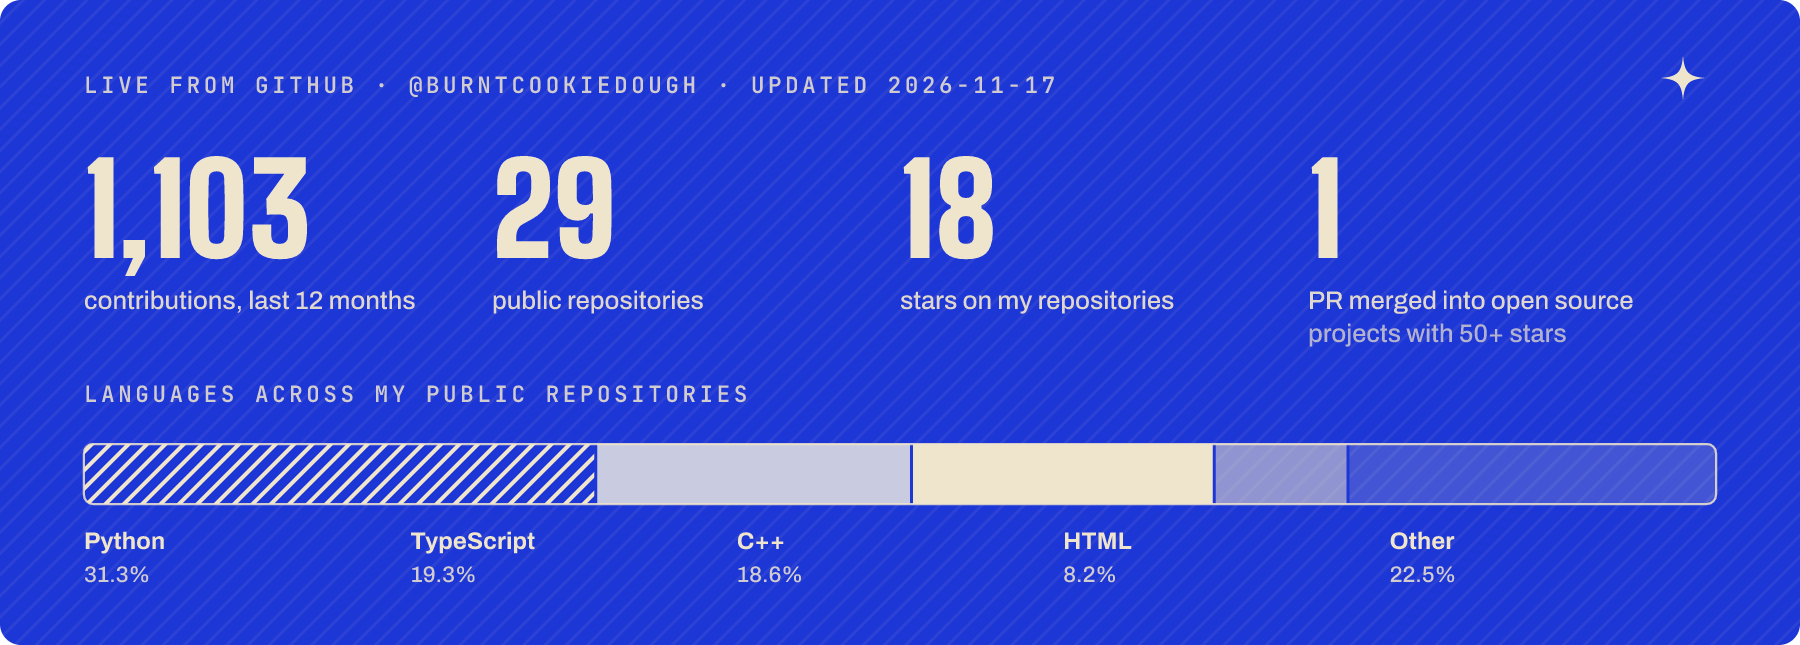 LIVE FROM GITHUB · @BURNTCOOKIEDOUGH · UPDATED 2026-11-17
1,103 29 18 1
contributions, last 12 months public repositories stars on my repositories PR merged into open source
projects with 50+ stars
LANGUAGES ACROSS MY PUBLIC REPOSITORIES
Python TypeScript C++ HTML Other
31.3% 19.3% 18.6% 8.2% 22.5%